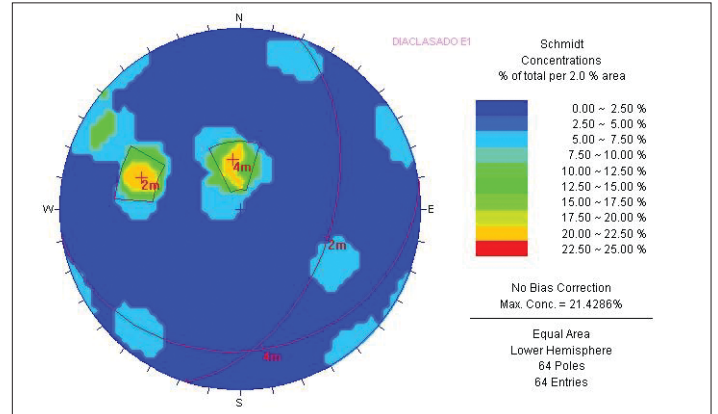 N
DIACLASADO E1
W
E
S
4m
2m
2m
4m
Schmidt
Concentrations
% of total per 2.0 % area
0.00 ~ 2.50 %
2.50 ~ 5.00 %
5.00 ~ 7.50 %
7.50 ~ 10.00 %
10.00 ~ 12.50 %
12.50 ~ 15.00 %
15.00 ~ 17.50 %
17.50 ~ 20.00 %
20.00 ~ 22.50 %
22.50 ~ 25.00 %
No Bias Correction
Max. Conc. = 21.4286%
Equal Area
Lower Hemisphere
64 Poles
64 Entries